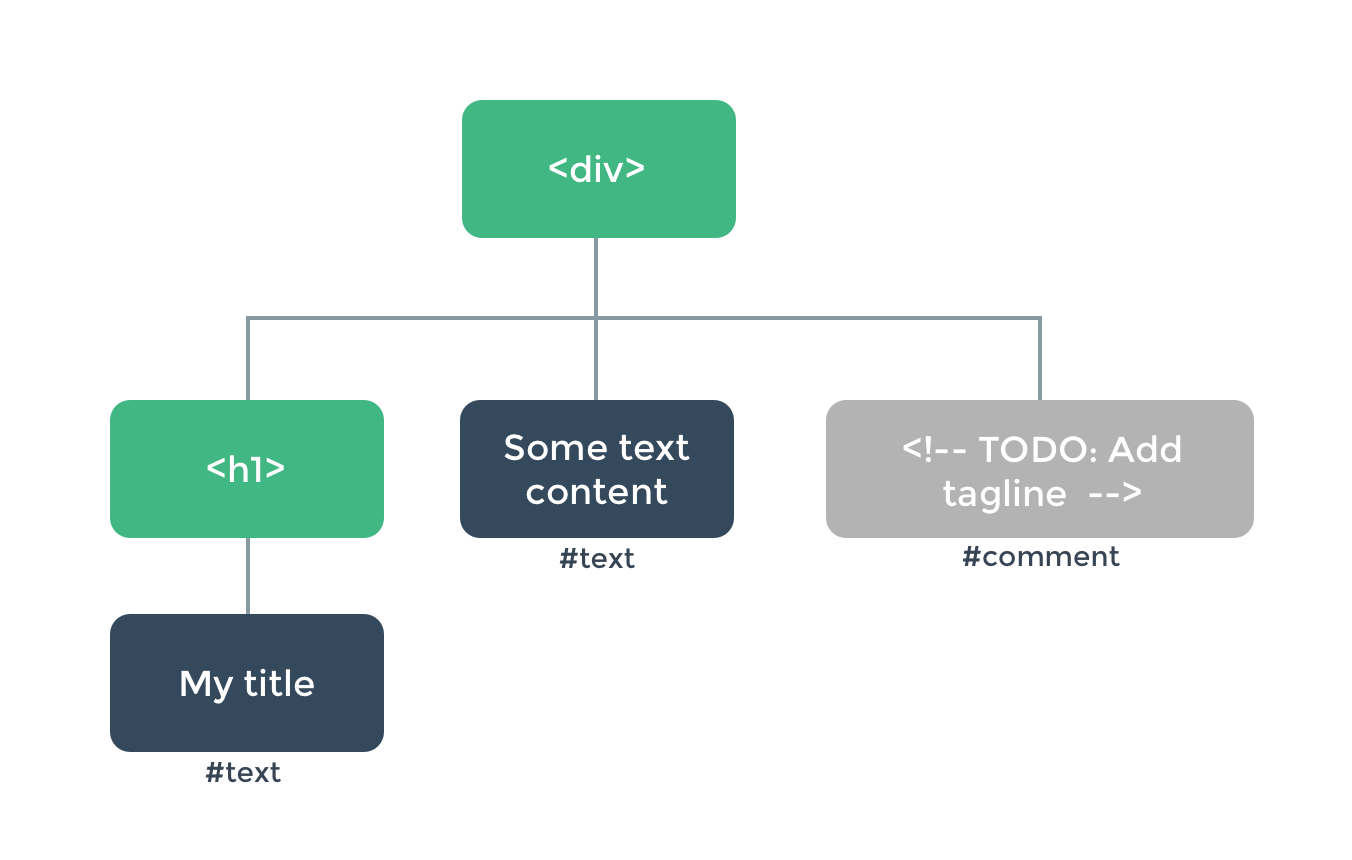 <div>
<h1>
Some text
content
<!-- TODO: Add
tagline  -->
#text
#comment
My title
#text